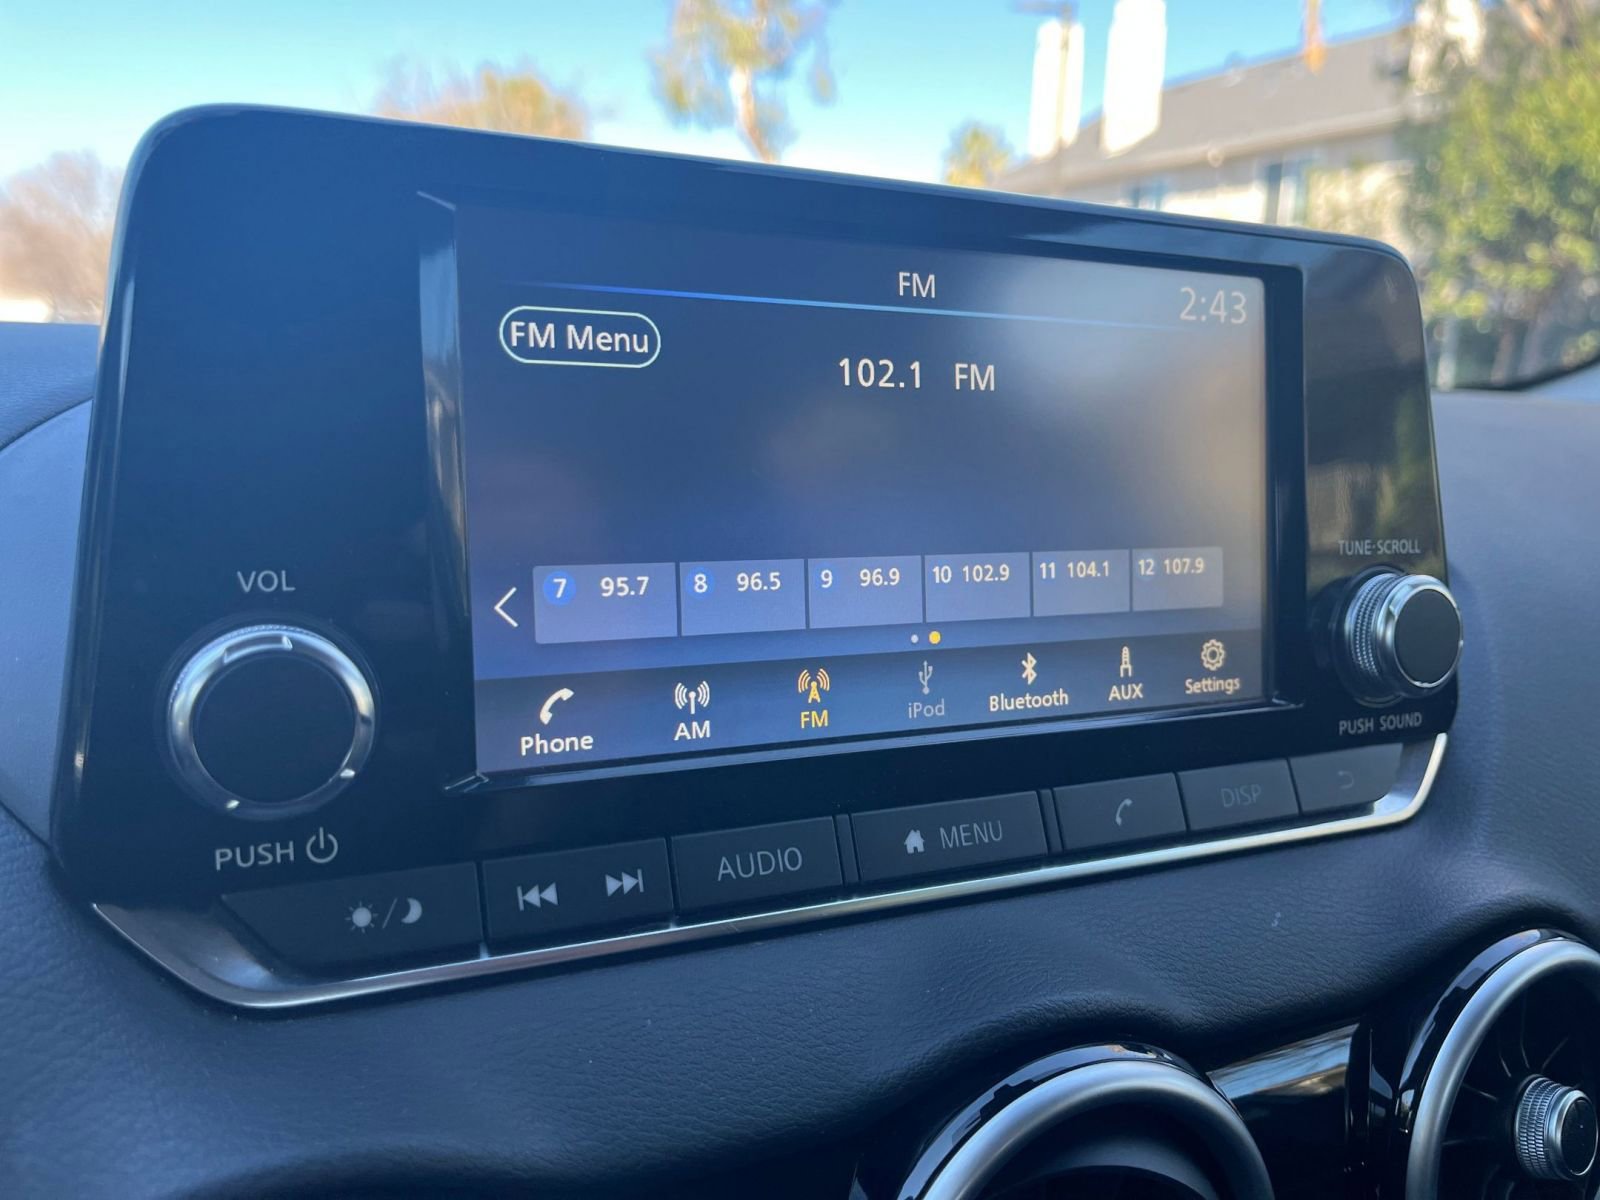 FM
2:43
FM Menu
102.1 FM
7 95.7 8 96.5 9 96.9 10 102.9 11 104.1 12 107.9
Phone AM FM iPod Bluetooth AUX Settings
VOL
PUSH
TUNE·SCROLL
PUSH SOUND
AUDIO MENU DISP